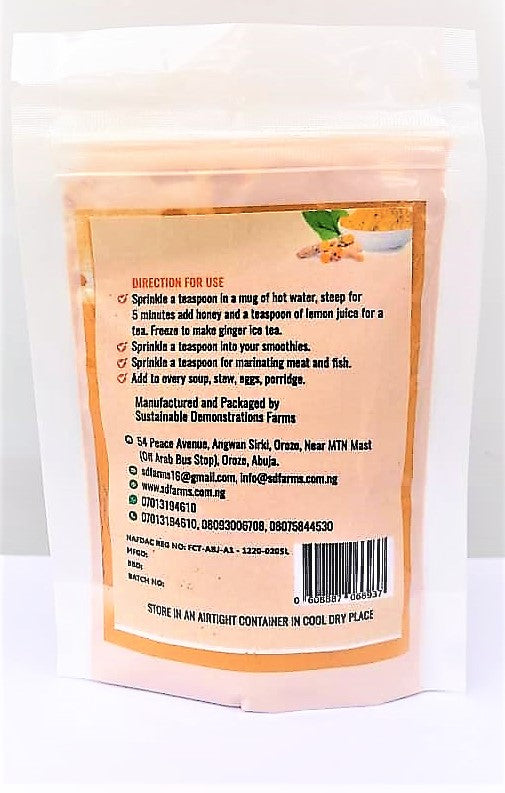 DIRECTION FOR USE
Sprinkle a teaspoon in a mug of hot water, steep for
5 minutes add honey and a teaspoon of lemon juice for a
tea. Freeze to make ginger ice tea.
Sprinkle a teaspoon into your smoothies.
Sprinkle a teaspoon for marinating meat and fish.
Add to every soup, stew, eggs, porridge.
Manufactured and Packaged by
Sustainable Demonstrations Farms
54 Peace Avenue, Angwan Sirki, Orozo, Near MTN Mast
(Off Arab Bus Stop), Orozo, Abuja.
sdfarms16@gmail.com, info@sdfarms.com.ng
www.sdfarms.com.ng
07013194610
07013194610, 08093006708, 08075844530
NAFDAC REG NO: FCT-ABJ-A1 - 1220-0205L
MFGD:
BBD:
BATCH NO:
0 608887 066937
STORE IN AN AIRTIGHT CONTAINER IN COOL DRY PLACE